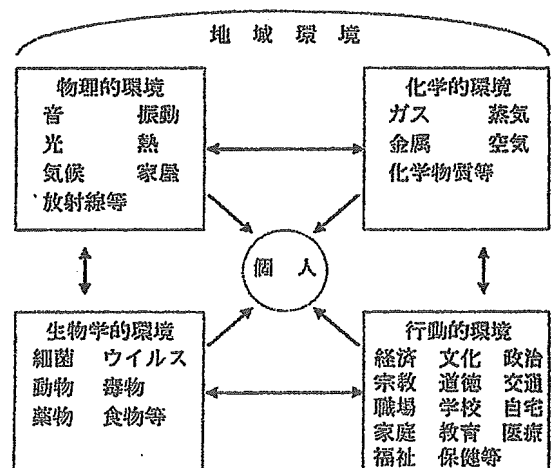 地域環境
物理的環境
音 振動
光 熱
気候 家屋
放射線等
化学的環境
ガス 蒸気
金属 空気
化学物質等
個人
生物学的環境
細菌 ウイルス
動物 毒物
薬物 食物等
行動的環境
経済 文化 政治
宗教 道徳 交通
職場 学校 自宅
家庭 教育 医療
福祉 保健等